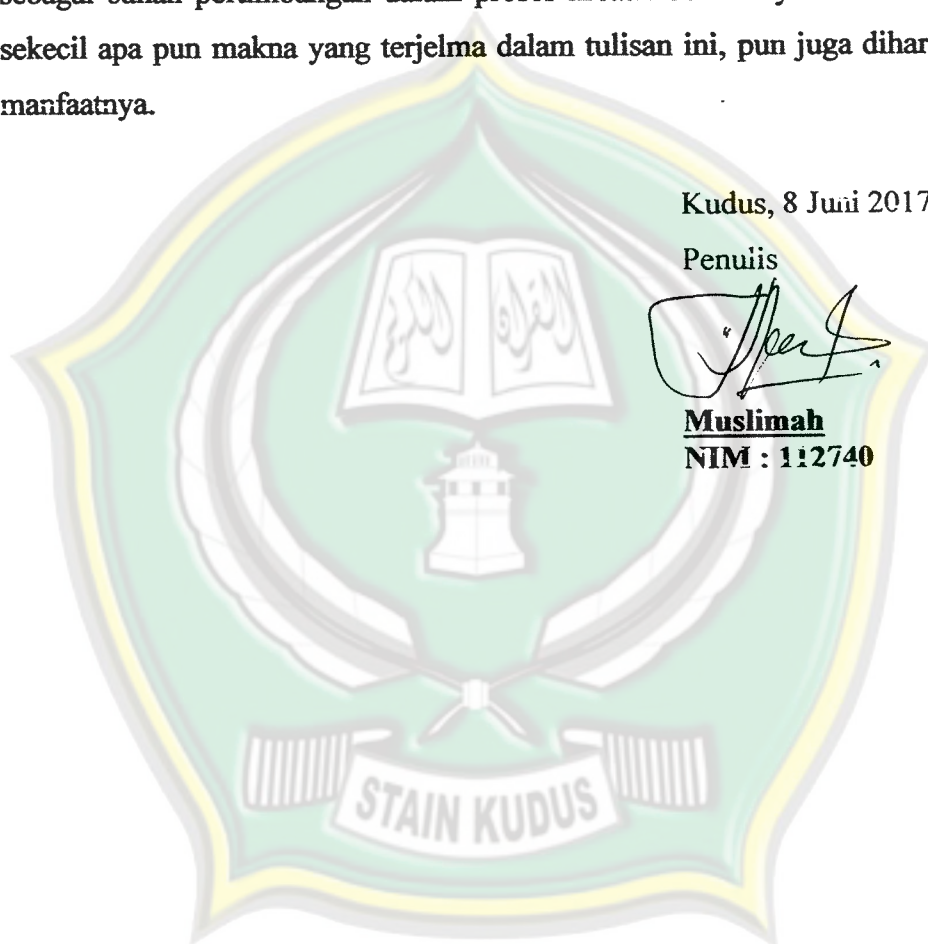 sekecil apa pun makna yang terjelma dalam tulisan ini, pun juga dihar
manfaatnya.
Kudus, 8 Juni 2017
Penulis
Muslimah
NIM : 112740
STAIN KUDUS